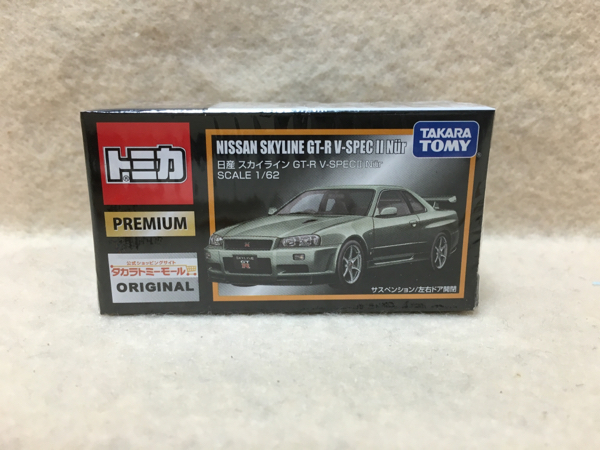 トミカ
PREMIUM
公式ショッピングサイト
タカラトミーモール
ORIGINAL
NISSAN SKYLINE GT-R V-SPEC II Nür
日産 スカイライン GT-R V-SPECⅡ Nür
SCALE 1/62
TAKARA
TOMY
GT
R
サスペンション/左右ドア開閉